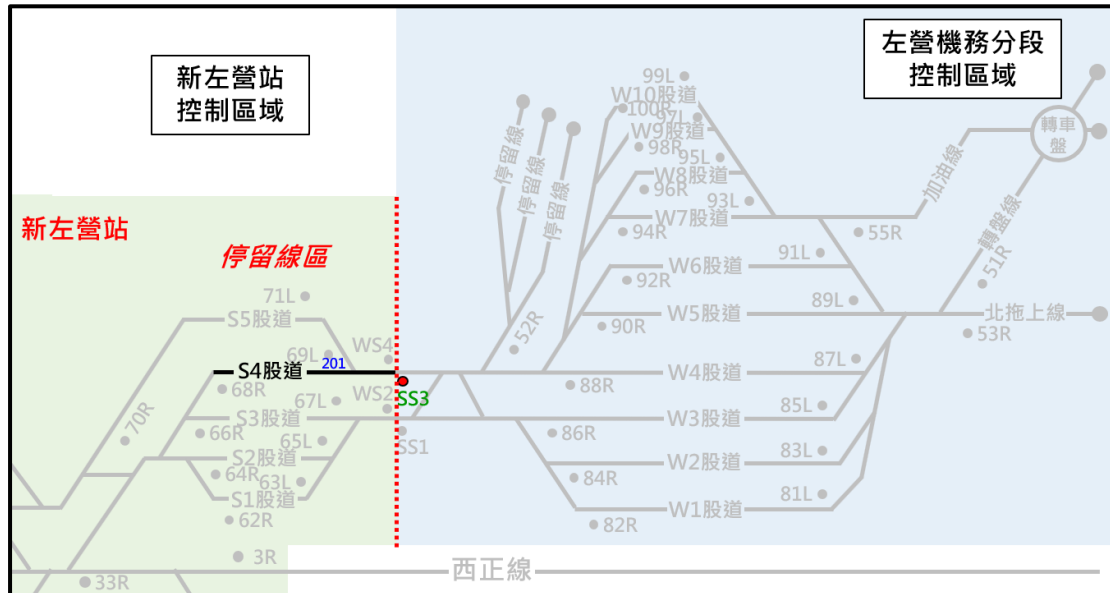 新左營站
控制區域
左營機務分段
控制區域
新左營站
停留線區
停留線
停留線
停留線
99L
W10股道
100R
97L
W9股道
98R
95L
W8股道
96R
93L
W7股道
94R
55R
91L
W6股道
92R
89L
W5股道
90R
加油線
轉車
盤
轉盤線
51R
北拖上線
53R
71L
S5股道
69L
201
WS4
S4股道
68R
SS3
52R
87L
W4股道
88R
70R
67L
WS2
S3股道
66R
65L
SS1
85L
W3股道
86R
S2股道
64R
63L
83L
W2股道
84R
S1股道
62R
81L
W1股道
82R
3R
33R
西正線